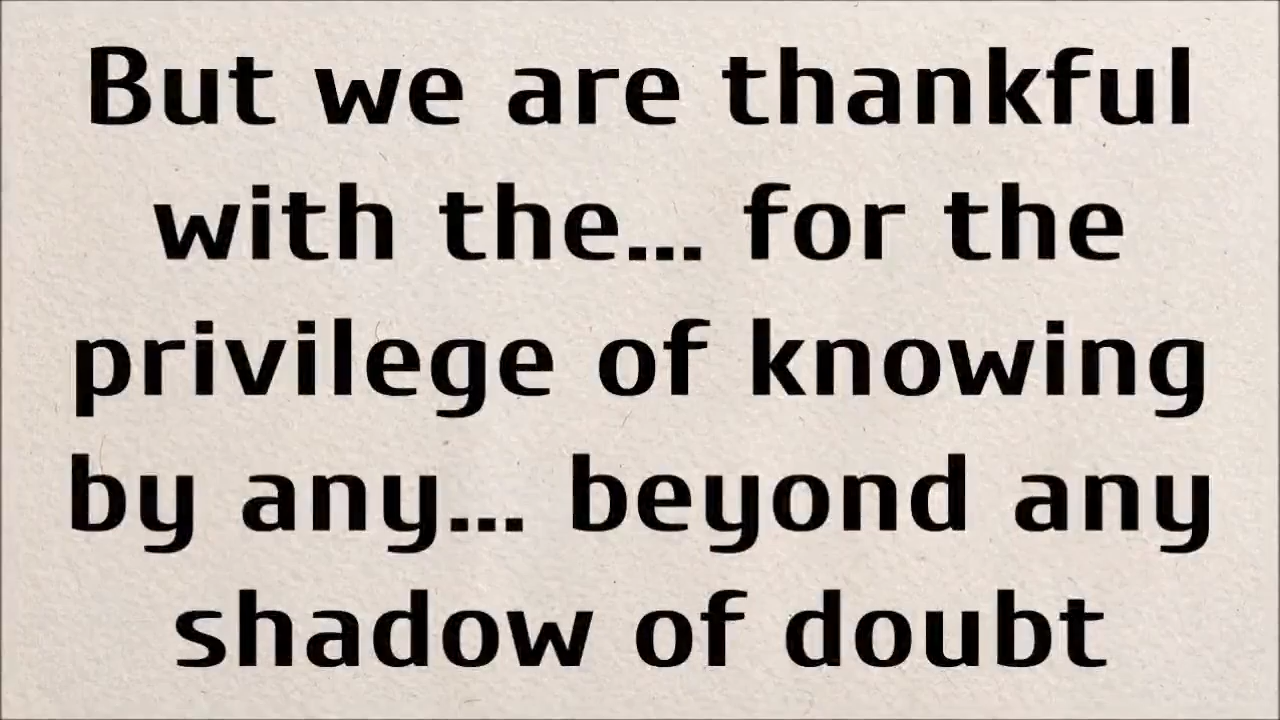 But we are thankful
with the... for the
privilege of knowing
by any... beyond any
shadow of doubt